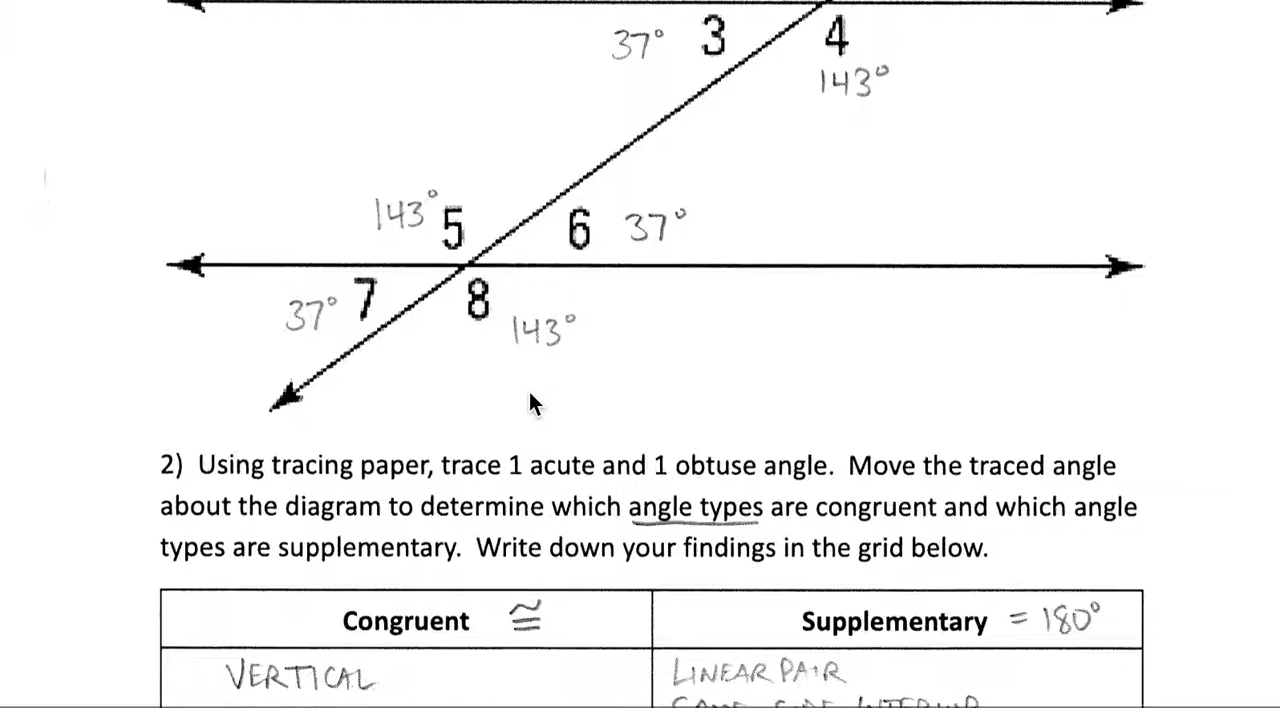 37° 3 4
143°
143° 5 6 37°
37° 7 8 143°
2) Using tracing paper, trace 1 acute and 1 obtuse angle. Move the traced angle
about the diagram to determine which angle types are congruent and which angle
types are supplementary. Write down your findings in the grid below.
Congruent ≅ Supplementary = 180°
VERTICAL LINEAR PAIR